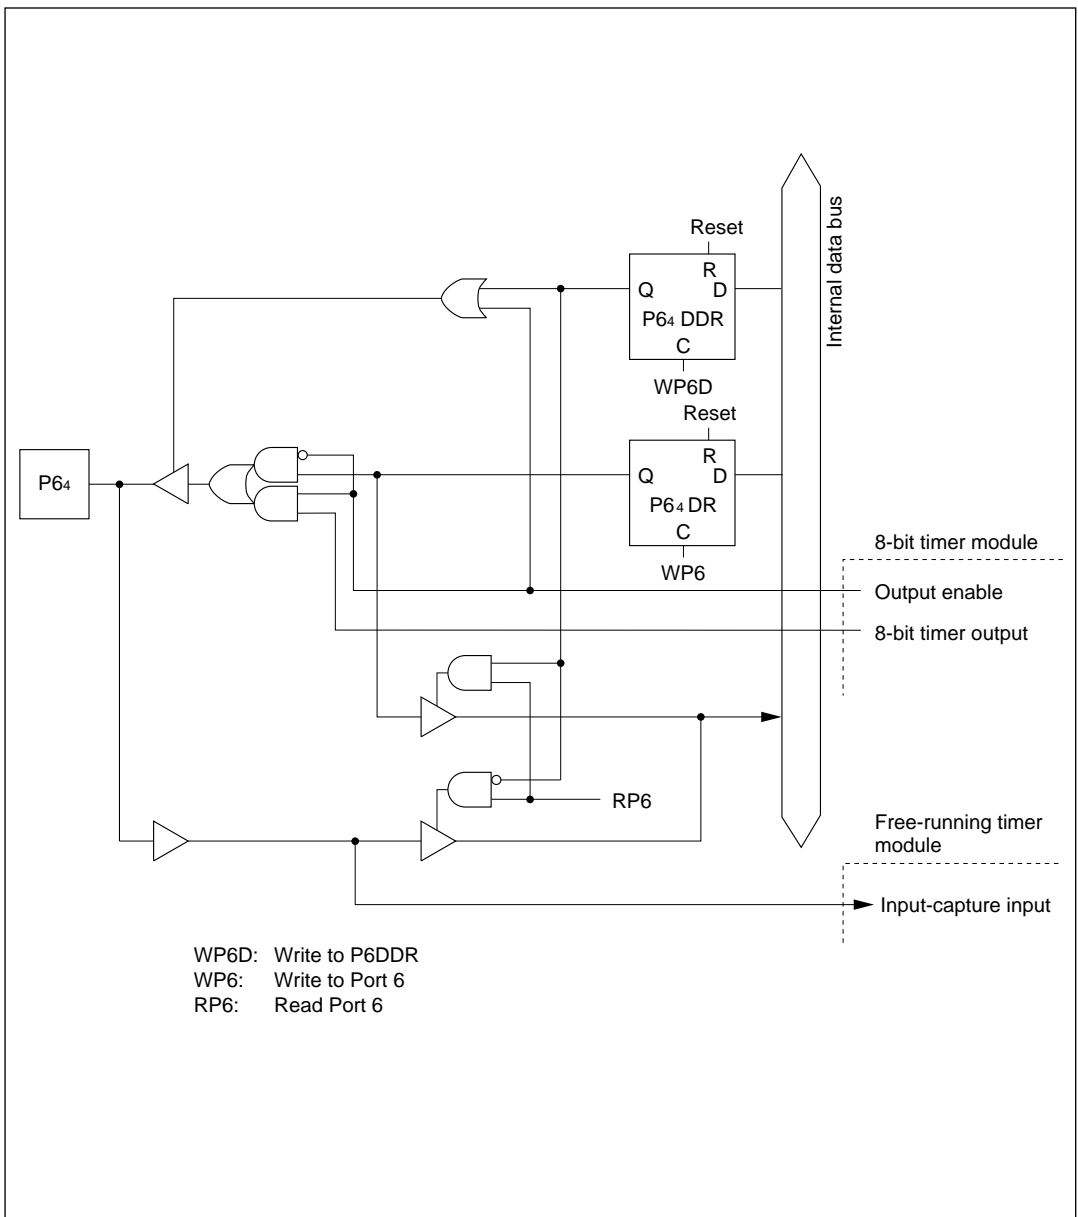 Reset
R
Q D
P64 DDR
C
WP6D
Reset
R
Q D
P64 DR
C
WP6
Internal data bus
P64
8-bit timer module
Output enable
8-bit timer output
RP6
Free-running timer
module
Input-capture input
WP6D: Write to P6DDR
WP6: Write to Port 6
RP6: Read Port 6